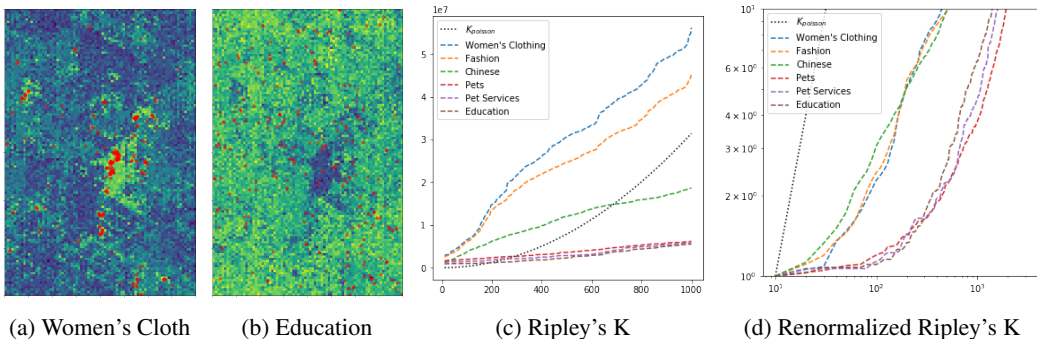 1e7
5
4
3
2
1
0
0
200
400
600
800
1000
K_poisson
Women's Clothing
Fashion
Chinese
Pets
Pet Services
Education
10¹
6 × 10⁰
4 × 10⁰
3 × 10⁰
2 × 10⁰
10⁰
10¹
10²
10³
K_poisson
Women's Clothing
Fashion
Chinese
Pets
Pet Services
Education
(a) Women's Cloth
(b) Education
(c) Ripley's K
(d) Renormalized Ripley's K